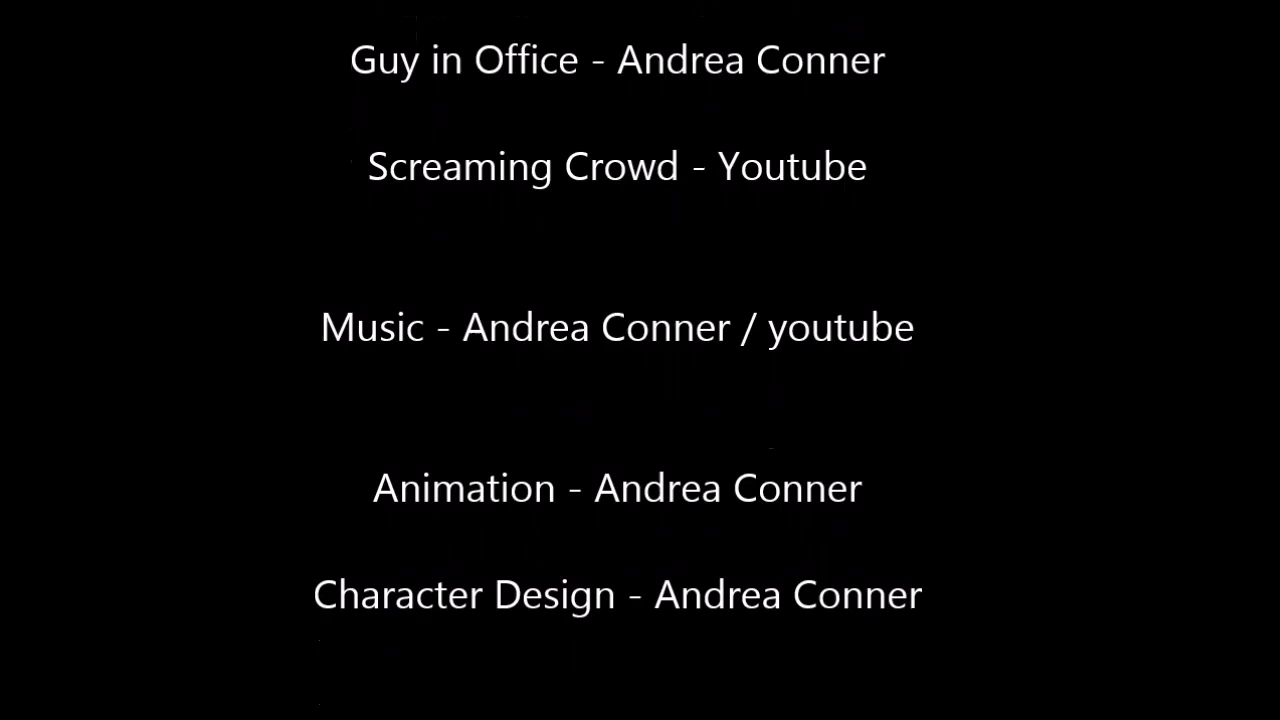 Guy in Office - Andrea Conner
Screaming Crowd - Youtube
Music - Andrea Conner / youtube
Animation - Andrea Conner
Character Design - Andrea Conner